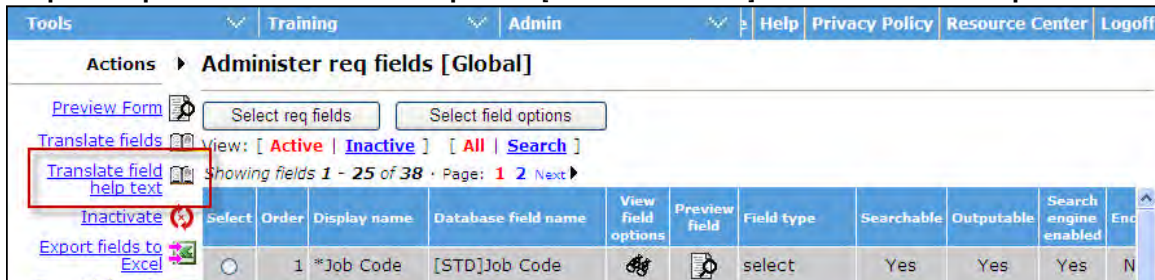 Tools Training Admin Help Privacy Policy Resource Center Logoff
Actions Administer req fields [Global]
Preview Form Select req fields Select field options
Translate fields View: [ Active | Inactive ] [ All | Search ]
Translate field help text Showing fields 1 - 25 of 38 · Page: 1 2 Next
Inactivate Select Order Display name Database field name View field options Preview field Field type Searchable Outputable Search engine enabled
Export fields to Excel 1 *Job Code [STD]Job Code select Yes Yes Yes N